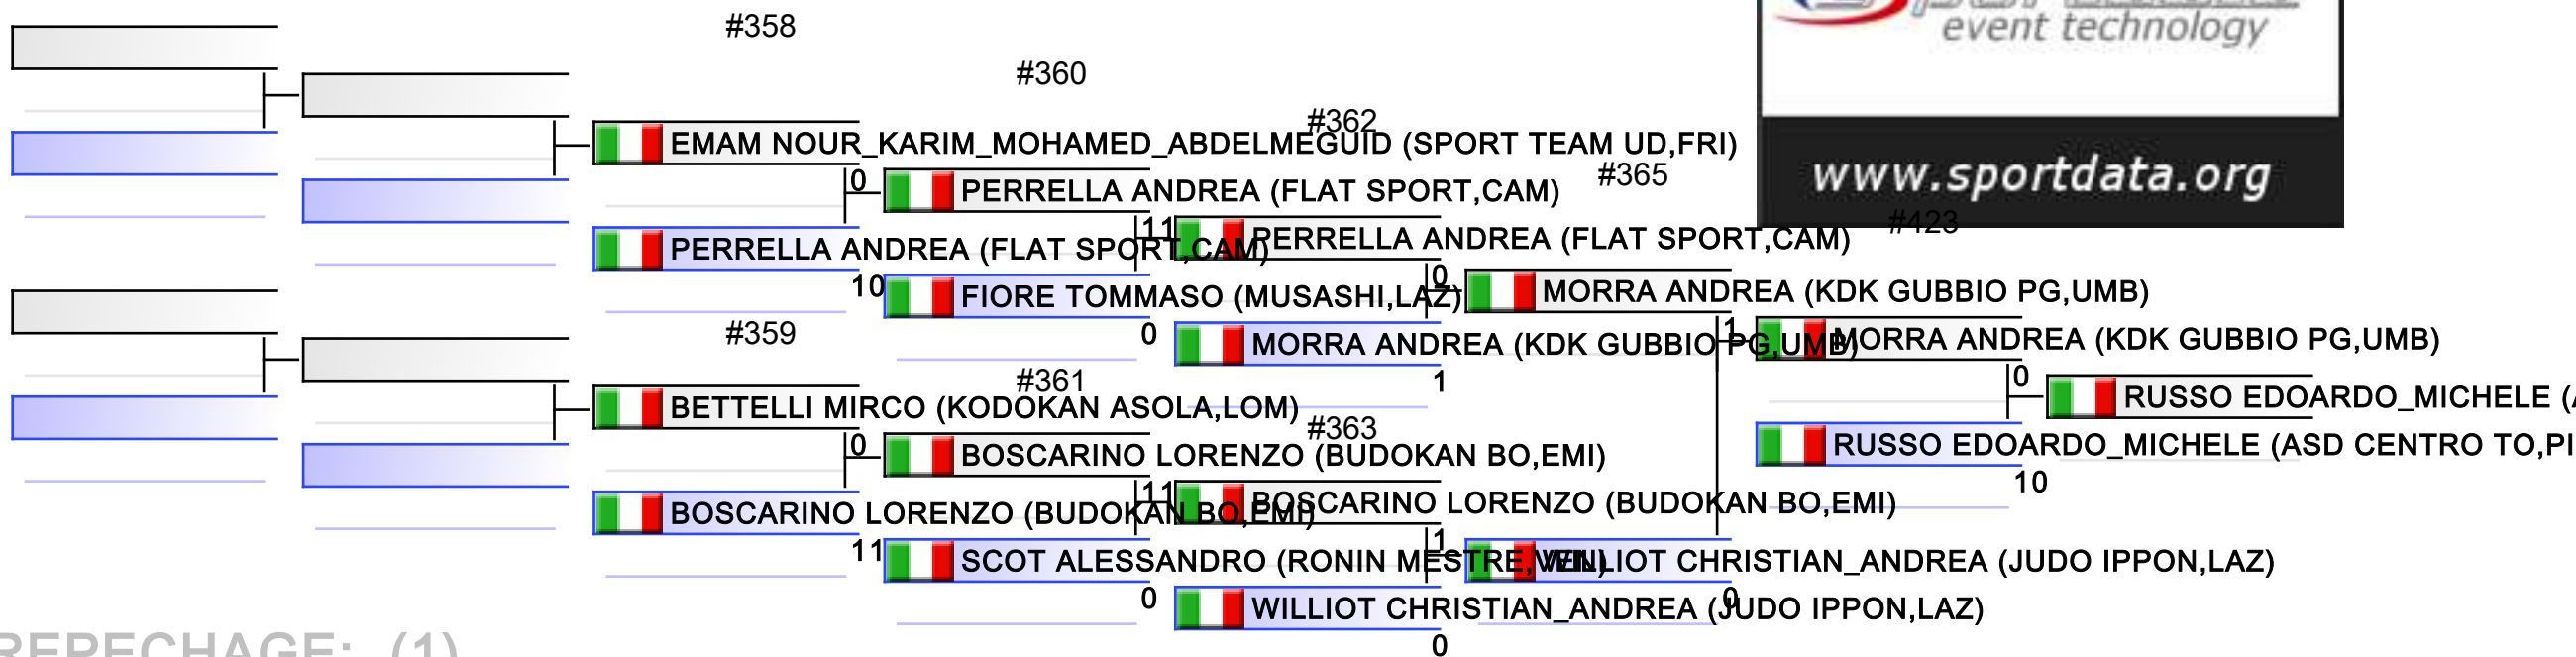 event technology
www.sportdata.org
#358
#360
#362
#365
#423
EMAM NOUR_KARIM_MOHAMED_ABDELMEGUID (SPORT TEAM UD,FRI)
0
PERRELLA ANDREA (FLAT SPORT,CAM)
10
PERRELLA ANDREA (FLAT SPORT,CAM)
11
FIORE TOMMASO (MUSASHI,LAZ)
0
PERRELLA ANDREA (FLAT SPORT,CAM)
0
MORRA ANDREA (KDK GUBBIO PG,UMB)
1
MORRA ANDREA (KDK GUBBIO PG,UMB)
1
MORRA ANDREA (KDK GUBBIO PG,UMB)
0
RUSSO EDOARDO_MICHELE (A
RUSSO EDOARDO_MICHELE (ASD CENTRO TO,PI
10
#359
#361
#363
BETTELLI MIRCO (KODOKAN ASOLA,LOM)
0
BOSCARINO LORENZO (BUDOKAN BO,EMI)
11
BOSCARINO LORENZO (BUDOKAN BO,EMI)
11
SCOT ALESSANDRO (RONIN MESTRE,VEN)
0
BOSCARINO LORENZO (BUDOKAN BO,EMI)
1
WILLIOT CHRISTIAN_ANDREA (JUDO IPPON,LAZ)
0
WILLIOT CHRISTIAN_ANDREA (JUDO IPPON,LAZ)
0
REPECHAGE: (1)